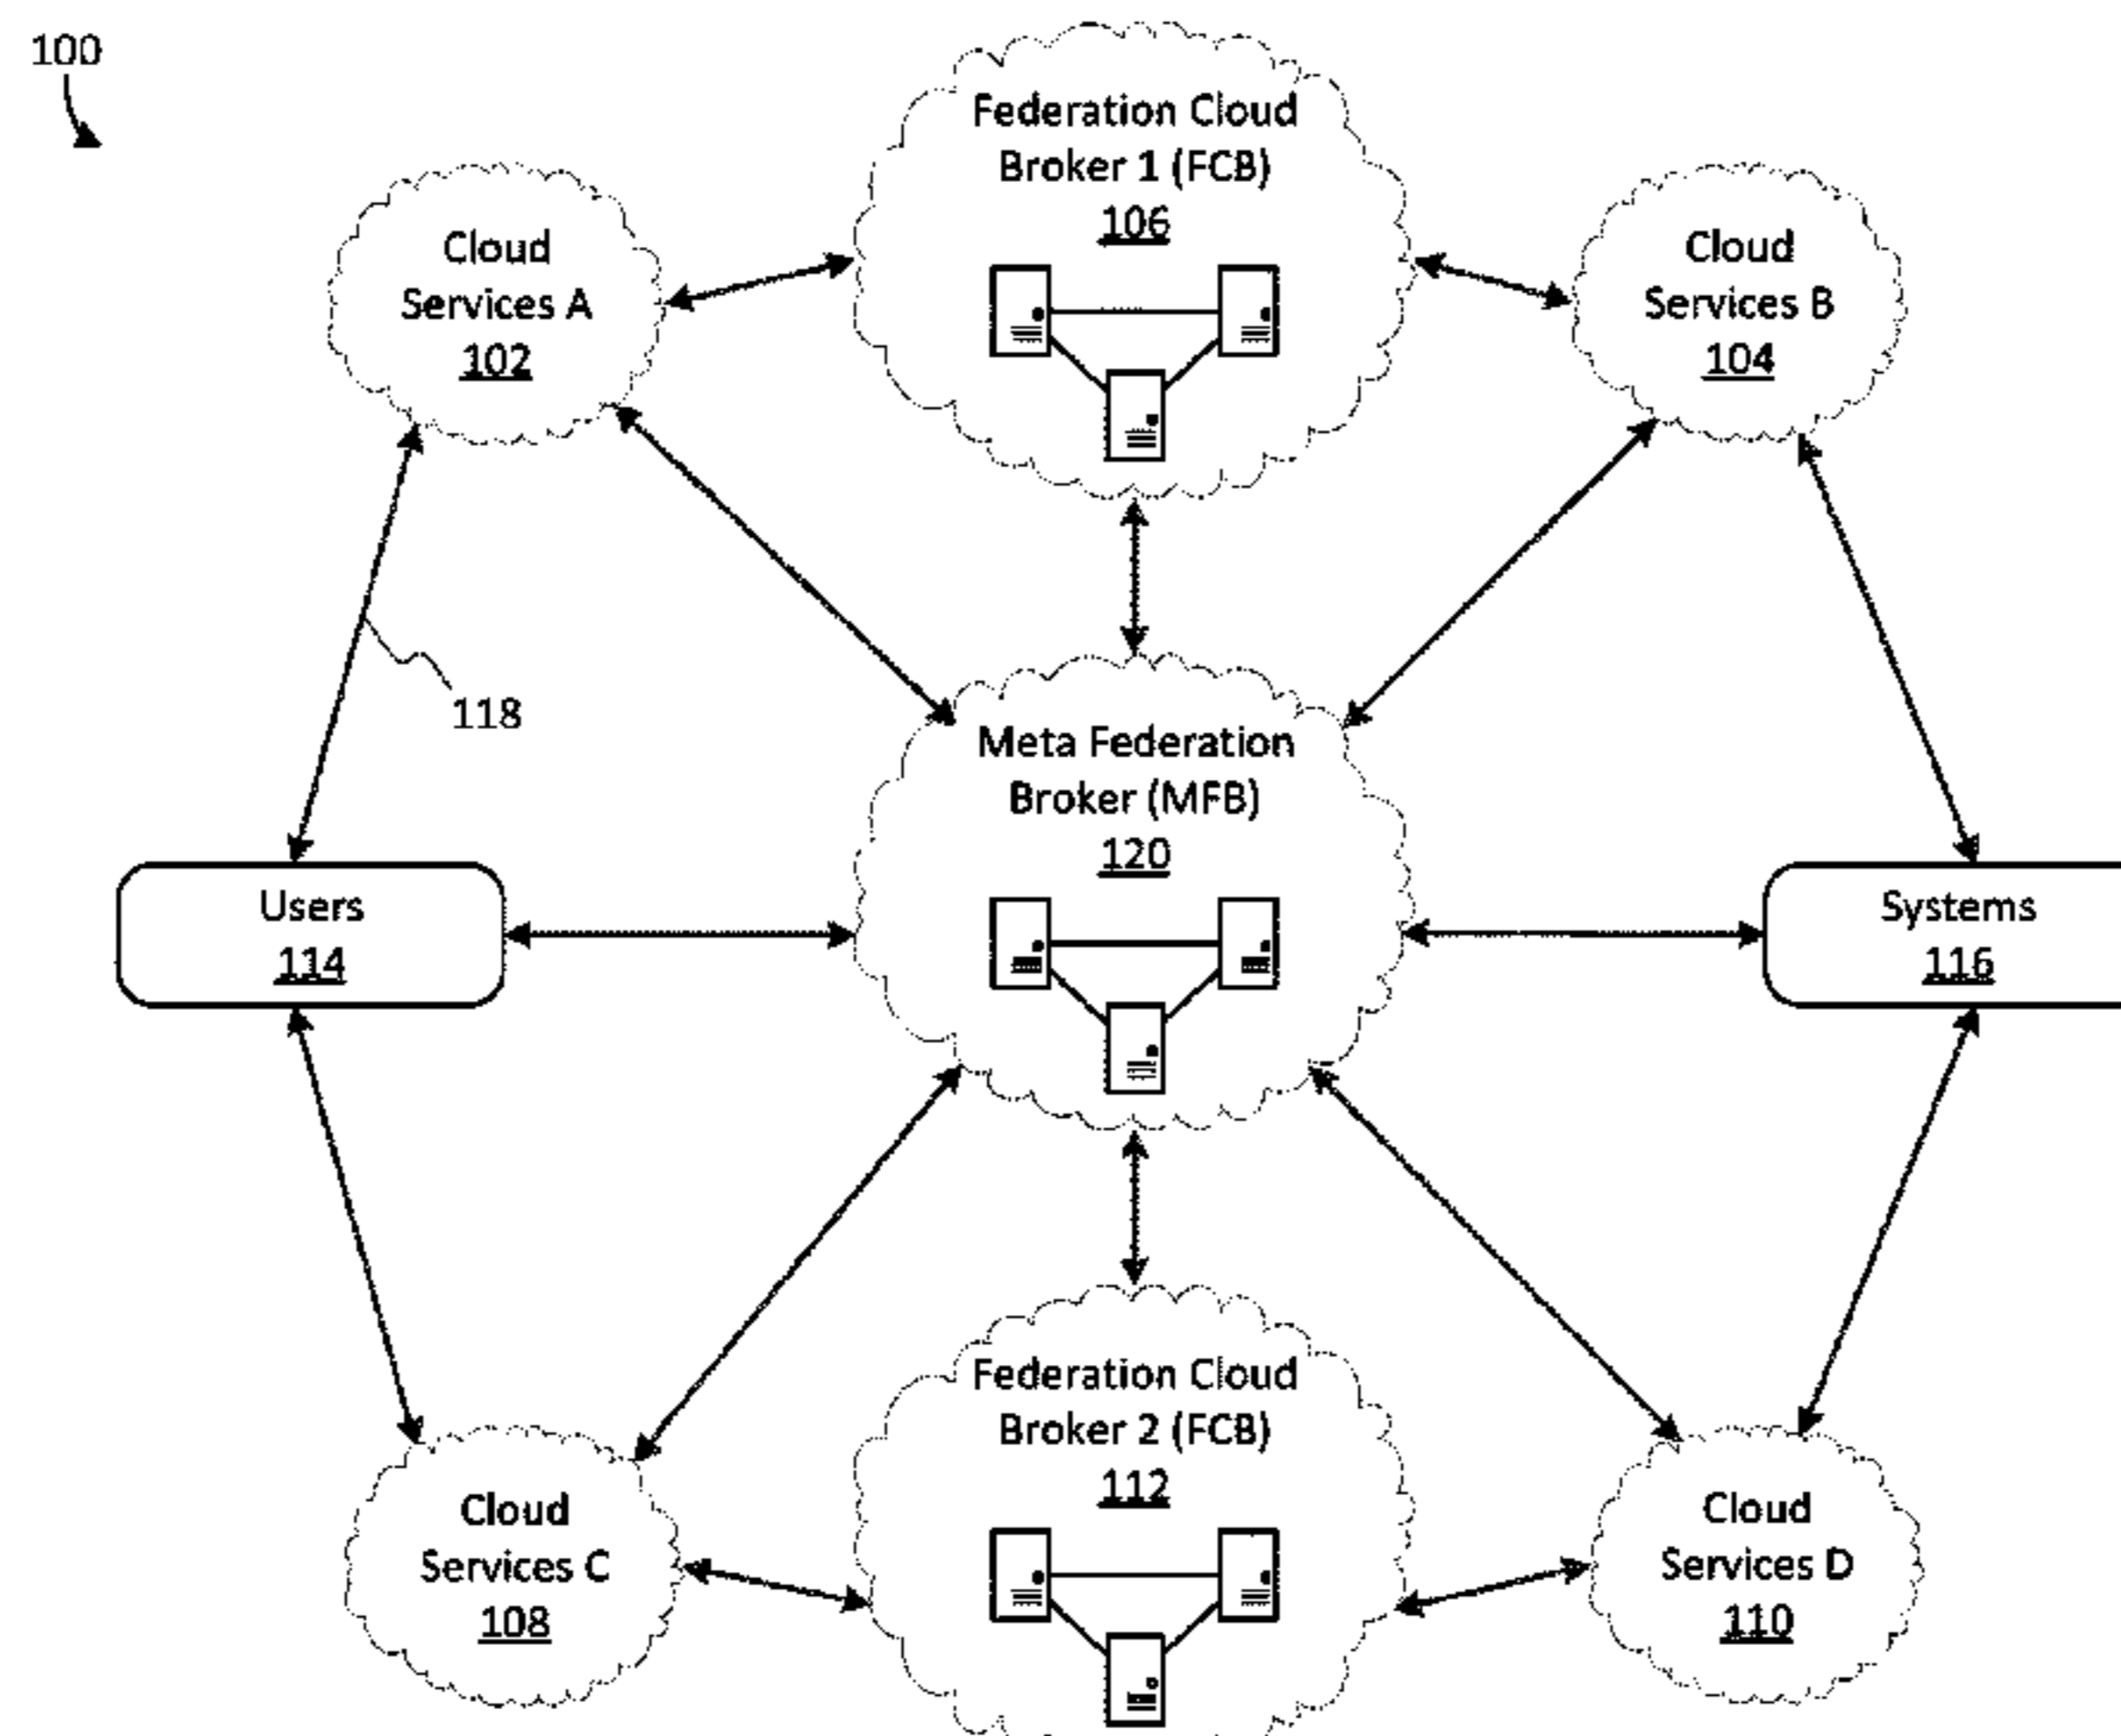 100
Federation Cloud
Broker 1 (FCB)
106
Cloud
Services A
102
Cloud
Services B
104
118
Meta Federation
Broker (MFB)
120
Users
114
Systems
116
Federation Cloud
Broker 2 (FCB)
112
Cloud
Services C
108
Cloud
Services D
110